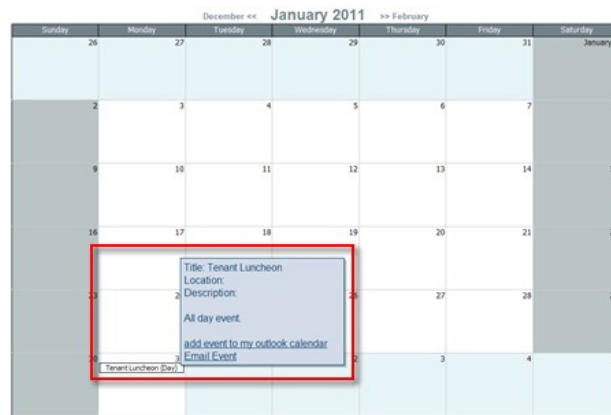 December << January 2011 >> February
Sunday Monday Tuesday Wednesday Thursday Friday Saturday
26 27 28 29 30 31 January
2 3 4 5 6 7
9 10 11 12 13 14
16 17 18 19 20 21
Title: Tenant Luncheon
Location:
Description:
26 27 28
All day event.
add event to my outlook calendar
Email Event
3 4
Tenant Luncheon (Day)